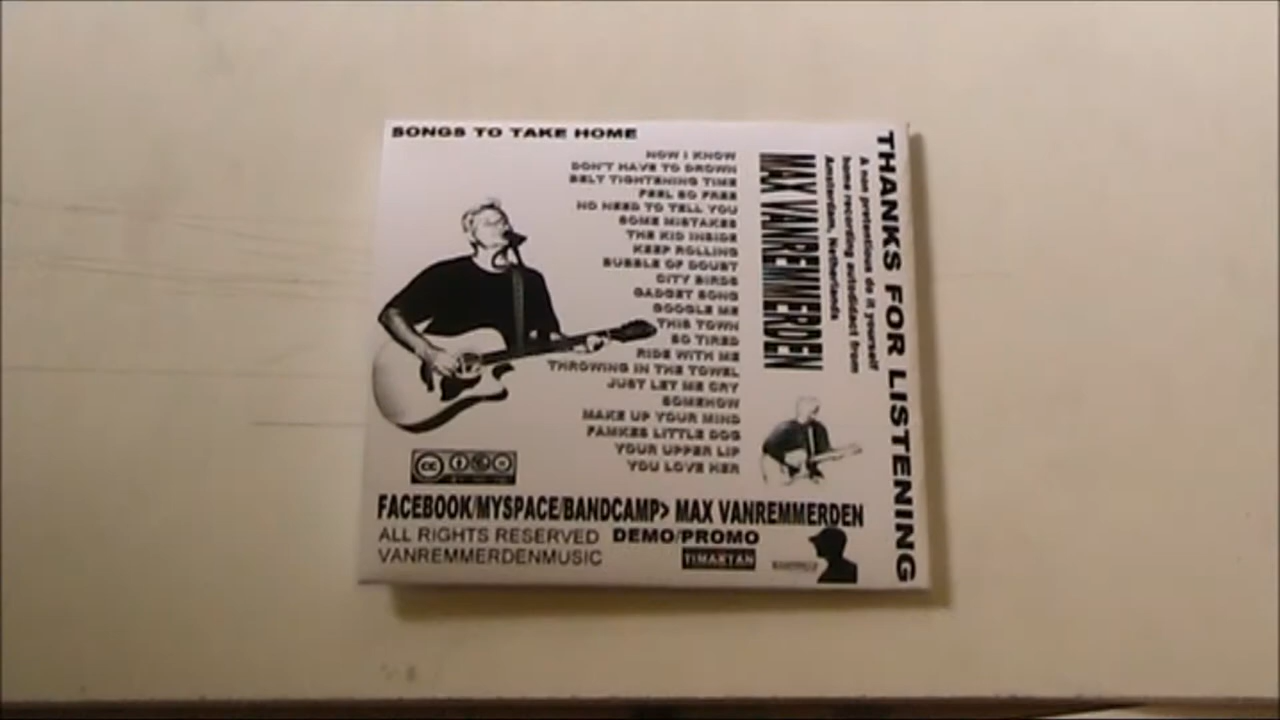 SONGS TO TAKE HOME
NOW I KNOW
DON'T HAVE TO DROWN
BELT TIGHTENING TIME
FEEL SO FREE
NO NEED TO TELL YOU
SOME MISTAKES
THE KID INSIDE
KEEP ROLLING
BUBBLE OF DOUBT
CITY BIRDS
GADGET SONG
GOOGLE ME
THIS TOWN
SO TIRED
RIDE WITH ME
THROWING IN THE TOWEL
JUST LET ME CRY
SOMEHOW
MAKE UP YOUR MIND
FAMKES LITTLE DOG
YOUR UPPER LIP
YOU LOVE HER
MAX VANREMMERDEN
THANKS FOR LISTENING
A non pretentious do it yourself
home recording autodidact from
Amsterdam, Netherlands
cc
FACEBOOK/MYSPACE/BANDCAMP> MAX VANREMMERDEN
ALL RIGHTS RESERVED DEMO/PROMO
VANREMMERDENMUSIC
TIMAKTAN